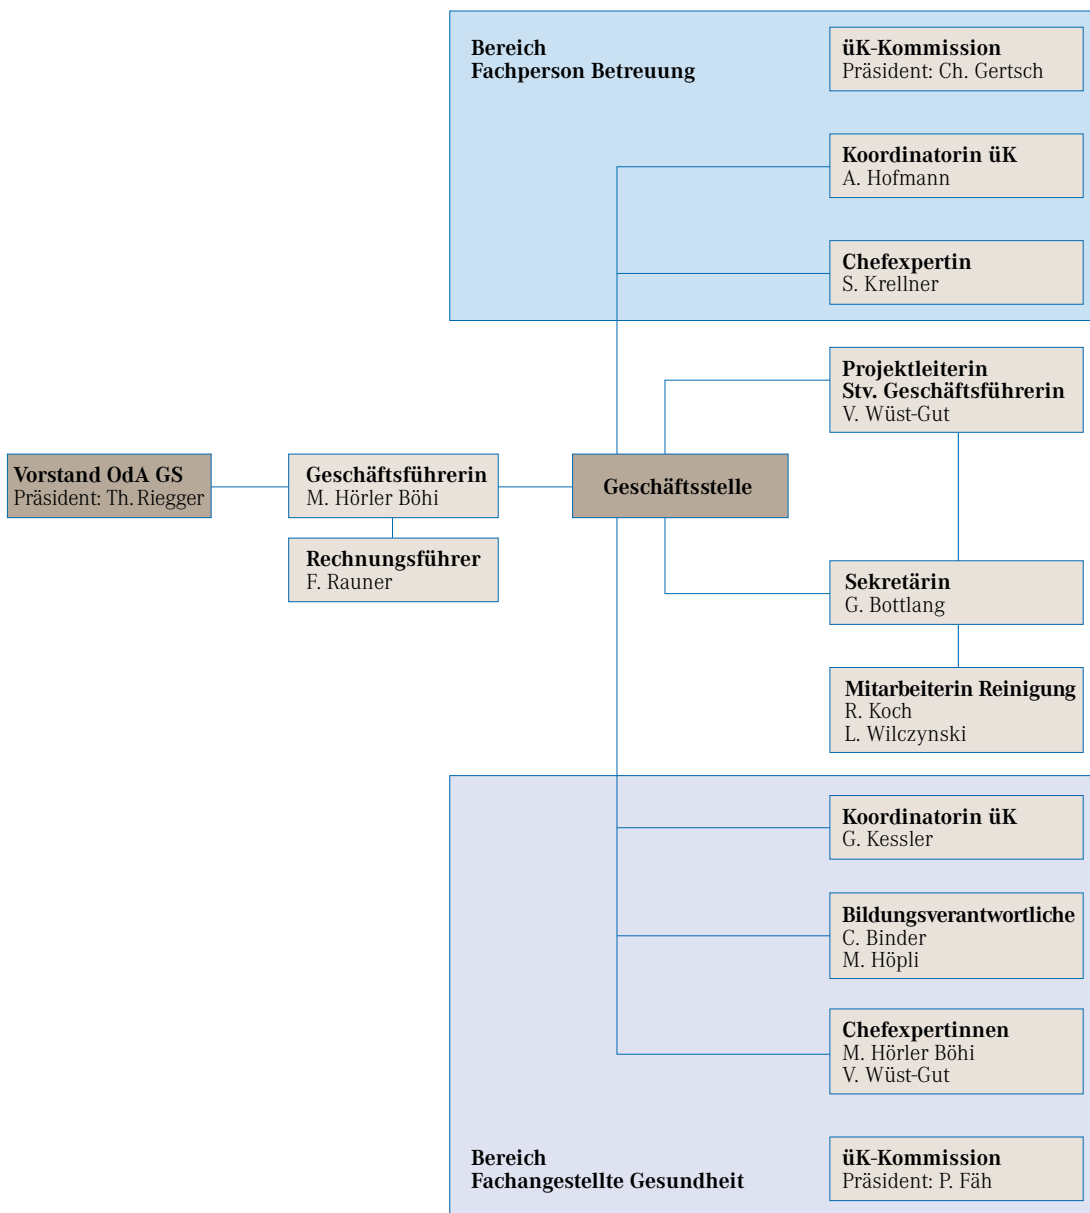 Bereich
Fachperson Betreuung
üK-Kommission
Präsident: Ch. Gertsch
Koordinatorin üK
A. Hofmann
Chefexpertin
S. Krellner
Projektleiterin
Stv. Geschäftsführerin
V. Wüst-Gut
Vorstand OdA GS
Präsident: Th. Riegger
Geschäftsführerin
M. Hörler Böhi
Geschäftsstelle
Rechnungsführer
F. Rauner
Sekretärin
G. Bottlang
Mitarbeiterin Reinigung
R. Koch
L. Wilczynski
Koordinatorin üK
G. Kessler
Bildungsverantwortliche
C. Binder
M. Höpli
Chefexpertinnen
M. Hörler Böhi
V. Wüst-Gut
Bereich
Fachangestellte Gesundheit
üK-Kommission
Präsident: P. Fäh